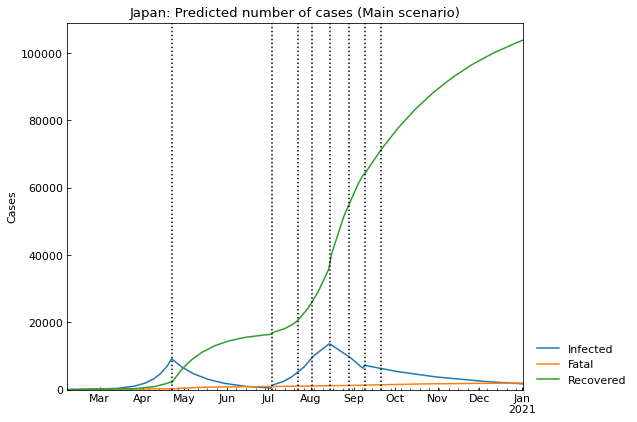 Japan: Predicted number of cases (Main scenario)
Cases
100000
80000
60000
40000
20000
0
Mar Apr May Jun Jul Aug Sep Oct Nov Dec Jan
2021
Infected
Fatal
Recovered